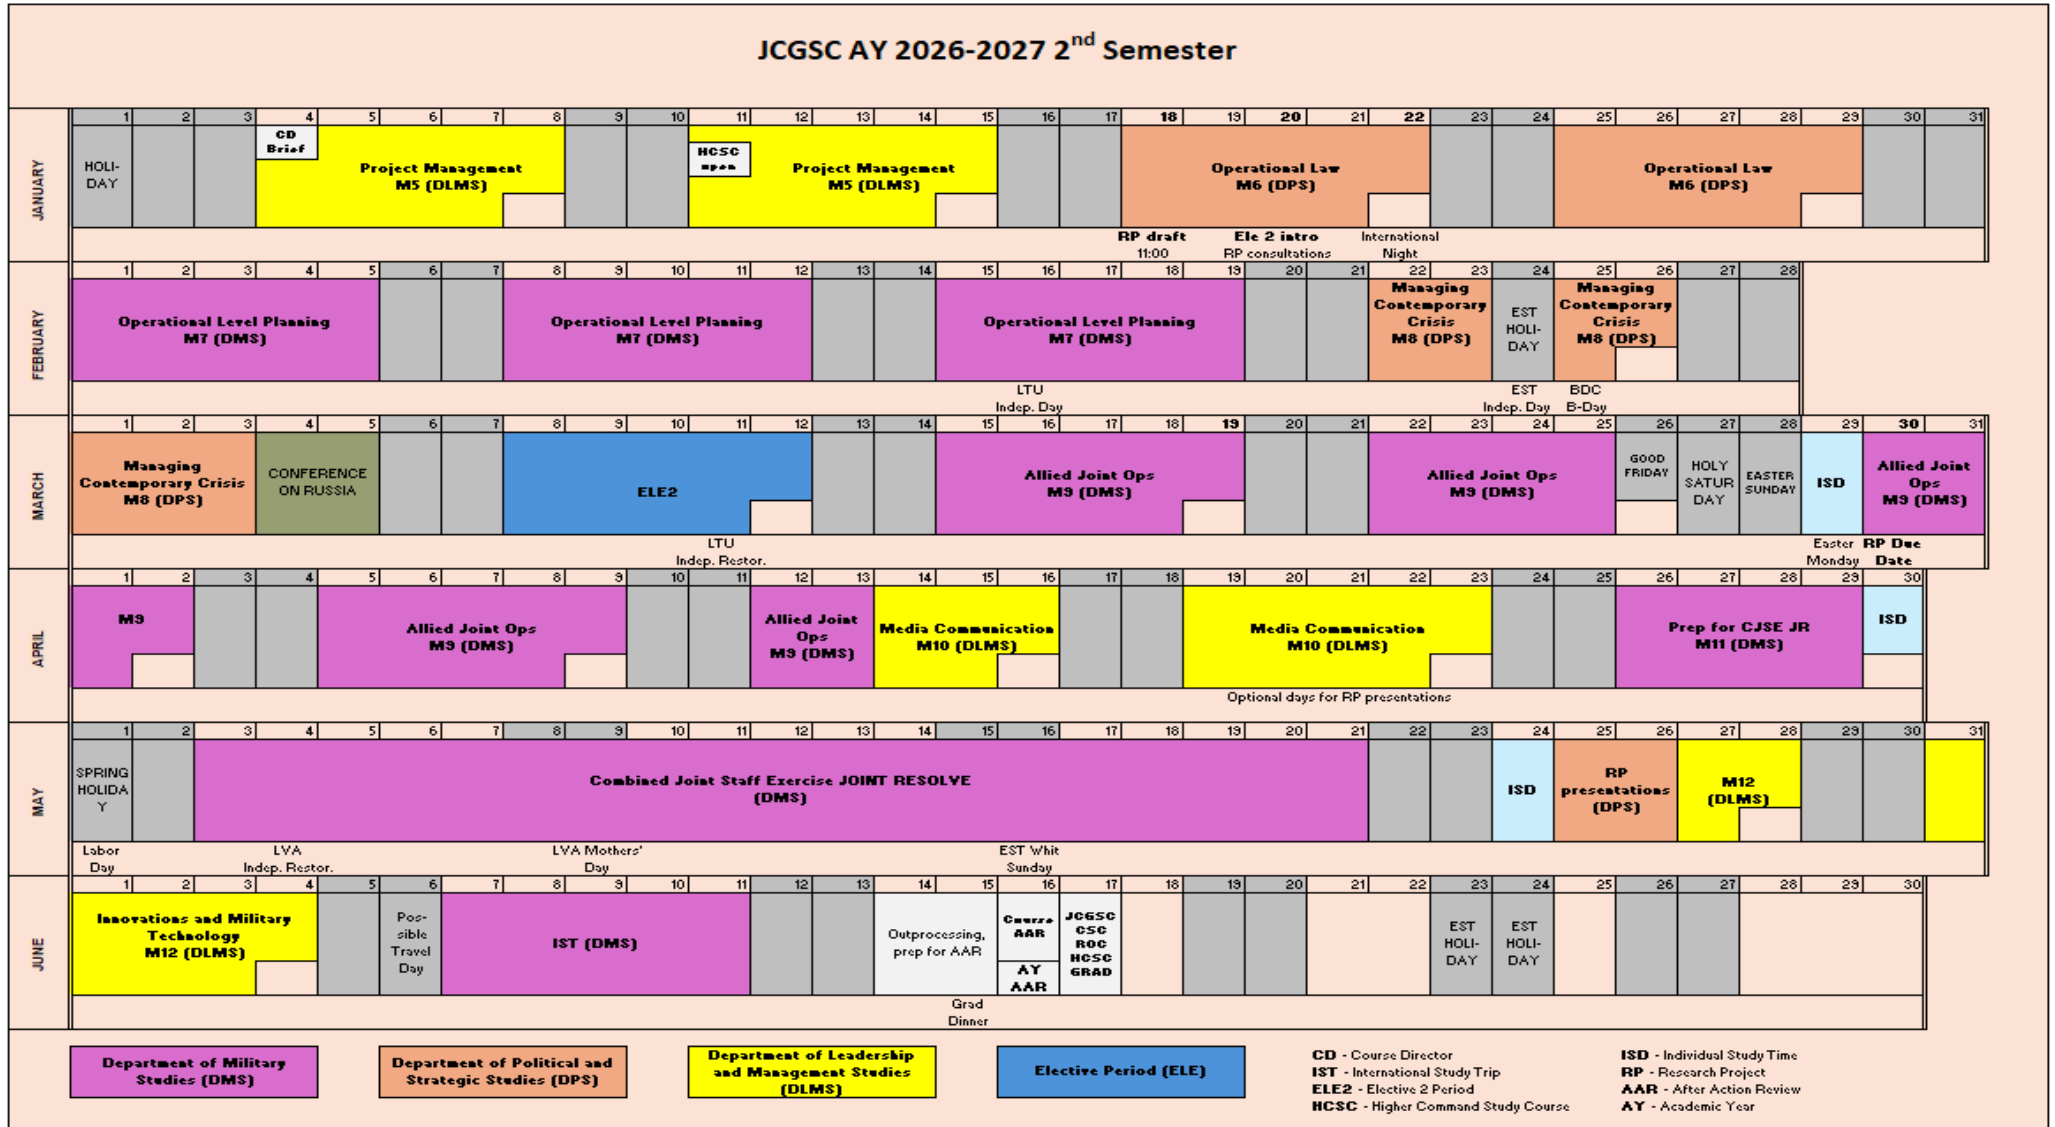 JCGSC AY 2026-2027 2nd Semester
JANUARY
1 2 3 4 5 6 7 8 9 10 11 12 13 14 15 16 17 18 19 20 21 22 23 24 25 26 27 28 29 30 31
HOLI-
DAY
CD
Brief
Project Management
M5 (DLMS)
HCSC
open
Project Management
M5 (DLMS)
Operational Law
M6 (DPS)
Operational Law
M6 (DPS)
RP draft
11:00
Ele 2 intro
RP consultations
International
Night
FEBRUARY
1 2 3 4 5 6 7 8 9 10 11 12 13 14 15 16 17 18 19 20 21 22 23 24 25 26 27 28
Operational Level Planning
M7 (DMS)
Operational Level Planning
M7 (DMS)
Operational Level Planning
M7 (DMS)
Managing
Contemporary
Crisis
M8 (DPS)
EST
HOLI-
DAY
Managing
Contemporary
Crisis
M8 (DPS)
LTU
Indep. Day
EST
Indep. Day
BDC
B-Day
MARCH
1 2 3 4 5 6 7 8 9 10 11 12 13 14 15 16 17 18 19 20 21 22 23 24 25 26 27 28 29 30 31
Managing
Contemporary Crisis
M8 (DPS)
CONFERENCE
ON RUSSIA
ELE2
Allied Joint Ops
M9 (DMS)
Allied Joint Ops
M9 (DMS)
GOOD
FRIDAY
HOLY
SATUR
DAY
EASTER
SUNDAY
ISD
Allied Joint
Ops
M9 (DMS)
LTU
Indep. Restor.
Easter
Monday
RP Due
Date
APRIL
1 2 3 4 5 6 7 8 9 10 11 12 13 14 15 16 17 18 19 20 21 22 23 24 25 26 27 28 29 30
M9
Allied Joint Ops
M9 (DMS)
Allied Joint
Ops
M9 (DMS)
Media Communication
M10 (DLMS)
Media Communication
M10 (DLMS)
Prep for CJSE JR
M11 (DMS)
ISD
Optional days for RP presentations
MAY
1 2 3 4 5 6 7 8 9 10 11 12 13 14 15 16 17 18 19 20 21 22 23 24 25 26 27 28 29 30 31
SPRING
HOLIDA
Y
Combined Joint Staff Exercise JOINT RESOLVE
(DMS)
ISD
RP
presentations
(DPS)
M12
(DLMS)
Labor
Day
LVA
Indep. Restor.
LVA Mothers'
Day
EST Whit
Sunday
JUNE
1 2 3 4 5 6 7 8 9 10 11 12 13 14 15 16 17 18 19 20 21 22 23 24 25 26 27 28 29 30
Innovations and Military
Technology
M12 (DLMS)
Pos-
sible
Travel
Day
IST (DMS)
Outprocessing,
prep for AAR
Course
AAR
AY
AAR
JCGSC
CSC
ROC
HCSC
GRAD
EST
HOLI-
DAY
EST
HOLI-
DAY
Grad
Dinner
Department of Military
Studies (DMS)
Department of Political and
Strategic Studies (DPS)
Department of Leadership
and Management Studies
(DLMS)
Elective Period (ELE)
CD - Course Director
IST - International Study Trip
ELE2 - Elective 2 Period
HCSC - Higher Command Study Course
ISD - Individual Study Time
RP - Research Project
AAR - After Action Review
AY - Academic Year